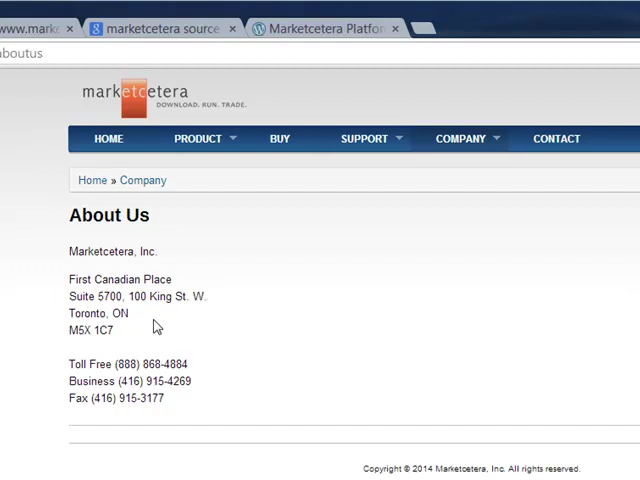 www.marke
marketcetera source
Marketcetera Platfor
aboutus
marketcetera
DOWNLOAD. RUN. TRADE.
HOME PRODUCT BUY SUPPORT COMPANY CONTACT
Home » Company
About Us
Marketcetera, Inc.
First Canadian Place
Suite 5700, 100 King St. W.
Toronto, ON
M5X 1C7
Toll Free (888) 868-4884
Business (416) 915-4269
Fax (416) 915-3177
Copyright © 2014 Marketcetera, Inc. All rights reserved.